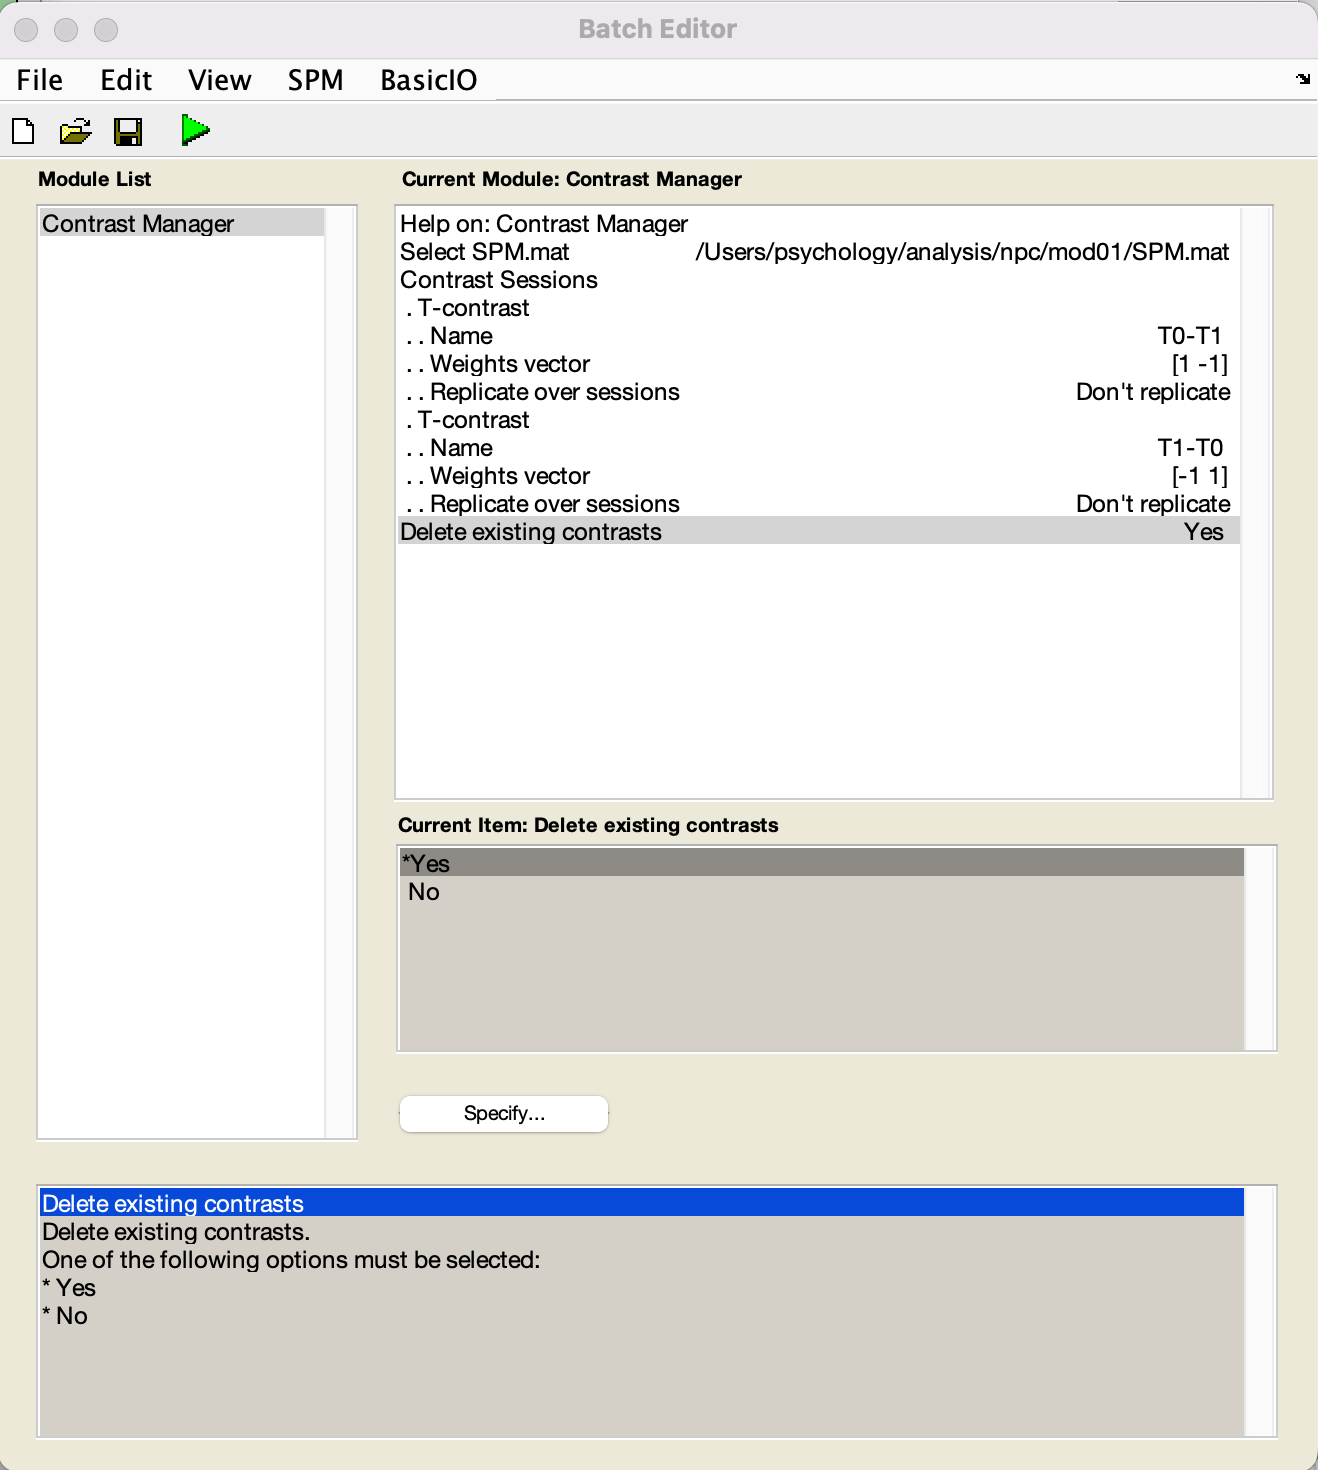 Batch Editor
File Edit View SPM BasicIO
Module List
Contrast Manager
Current Module: Contrast Manager
Help on: Contrast Manager
Select SPM.mat /Users/psychology/analysis/npc/mod01/SPM.mat
Contrast Sessions
. T-contrast
. . Name T0-T1
. . Weights vector [1 -1]
. . Replicate over sessions Don't replicate
. T-contrast
. . Name T1-T0
. . Weights vector [-1 1]
. . Replicate over sessions Don't replicate
Delete existing contrasts Yes
Current Item: Delete existing contrasts
*Yes
No
Specify...
Delete existing contrasts
Delete existing contrasts.
One of the following options must be selected:
* Yes
* No